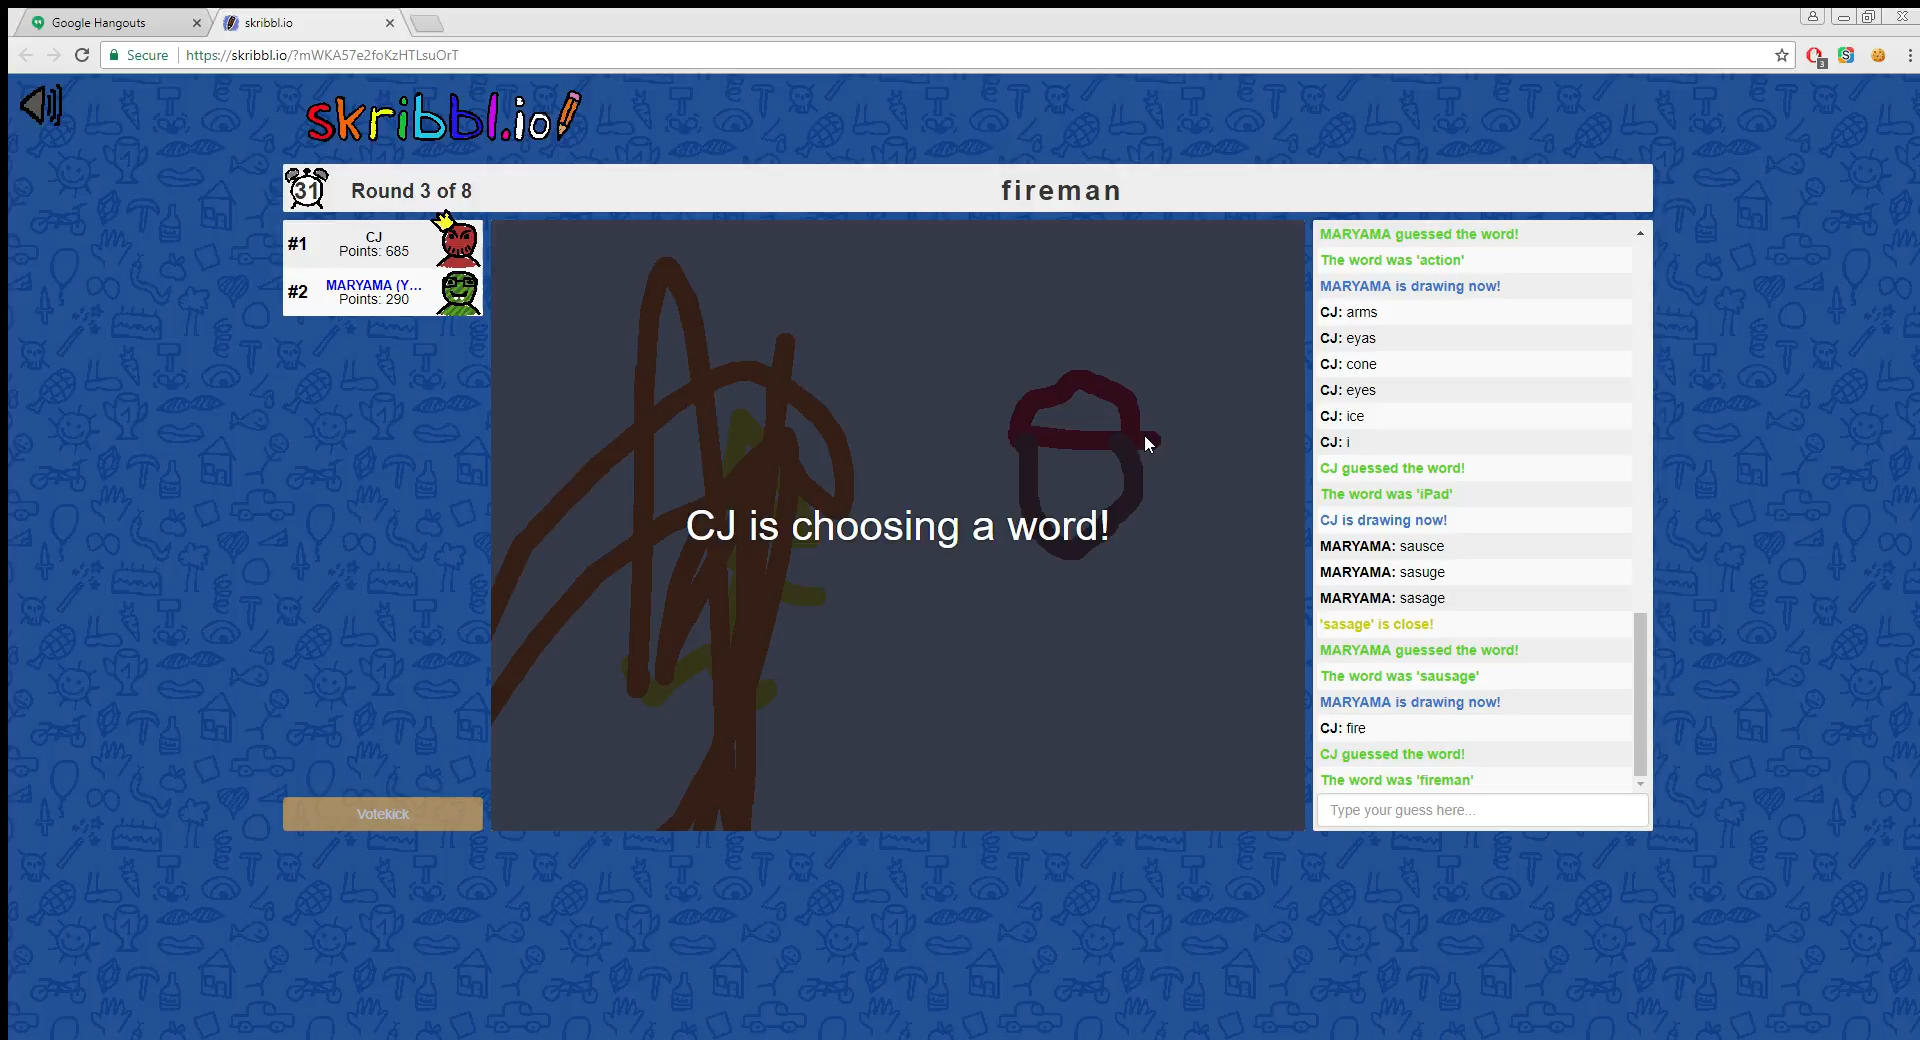 Google Hangouts
skribbl.io
Secure
https://skribbl.io/?mWKA57e2foKzHTLsuOrT
3
S
skribbl.io
31
Round 3 of 8
fireman
#1
CJ
Points: 685
#2
MARYAMA (Y...
Points: 290
CJ is choosing a word!
Votekick
MARYAMA guessed the word!
The word was 'action'
MARYAMA is drawing now!
CJ: arms
CJ: eyas
CJ: cone
CJ: eyes
CJ: ice
CJ: i
CJ guessed the word!
The word was 'iPad'
CJ is drawing now!
MARYAMA: sausce
MARYAMA: sasuge
MARYAMA: sasage
'sasage' is close!
MARYAMA guessed the word!
The word was 'sausage'
MARYAMA is drawing now!
CJ: fire
CJ guessed the word!
The word was 'fireman'
Type your guess here...